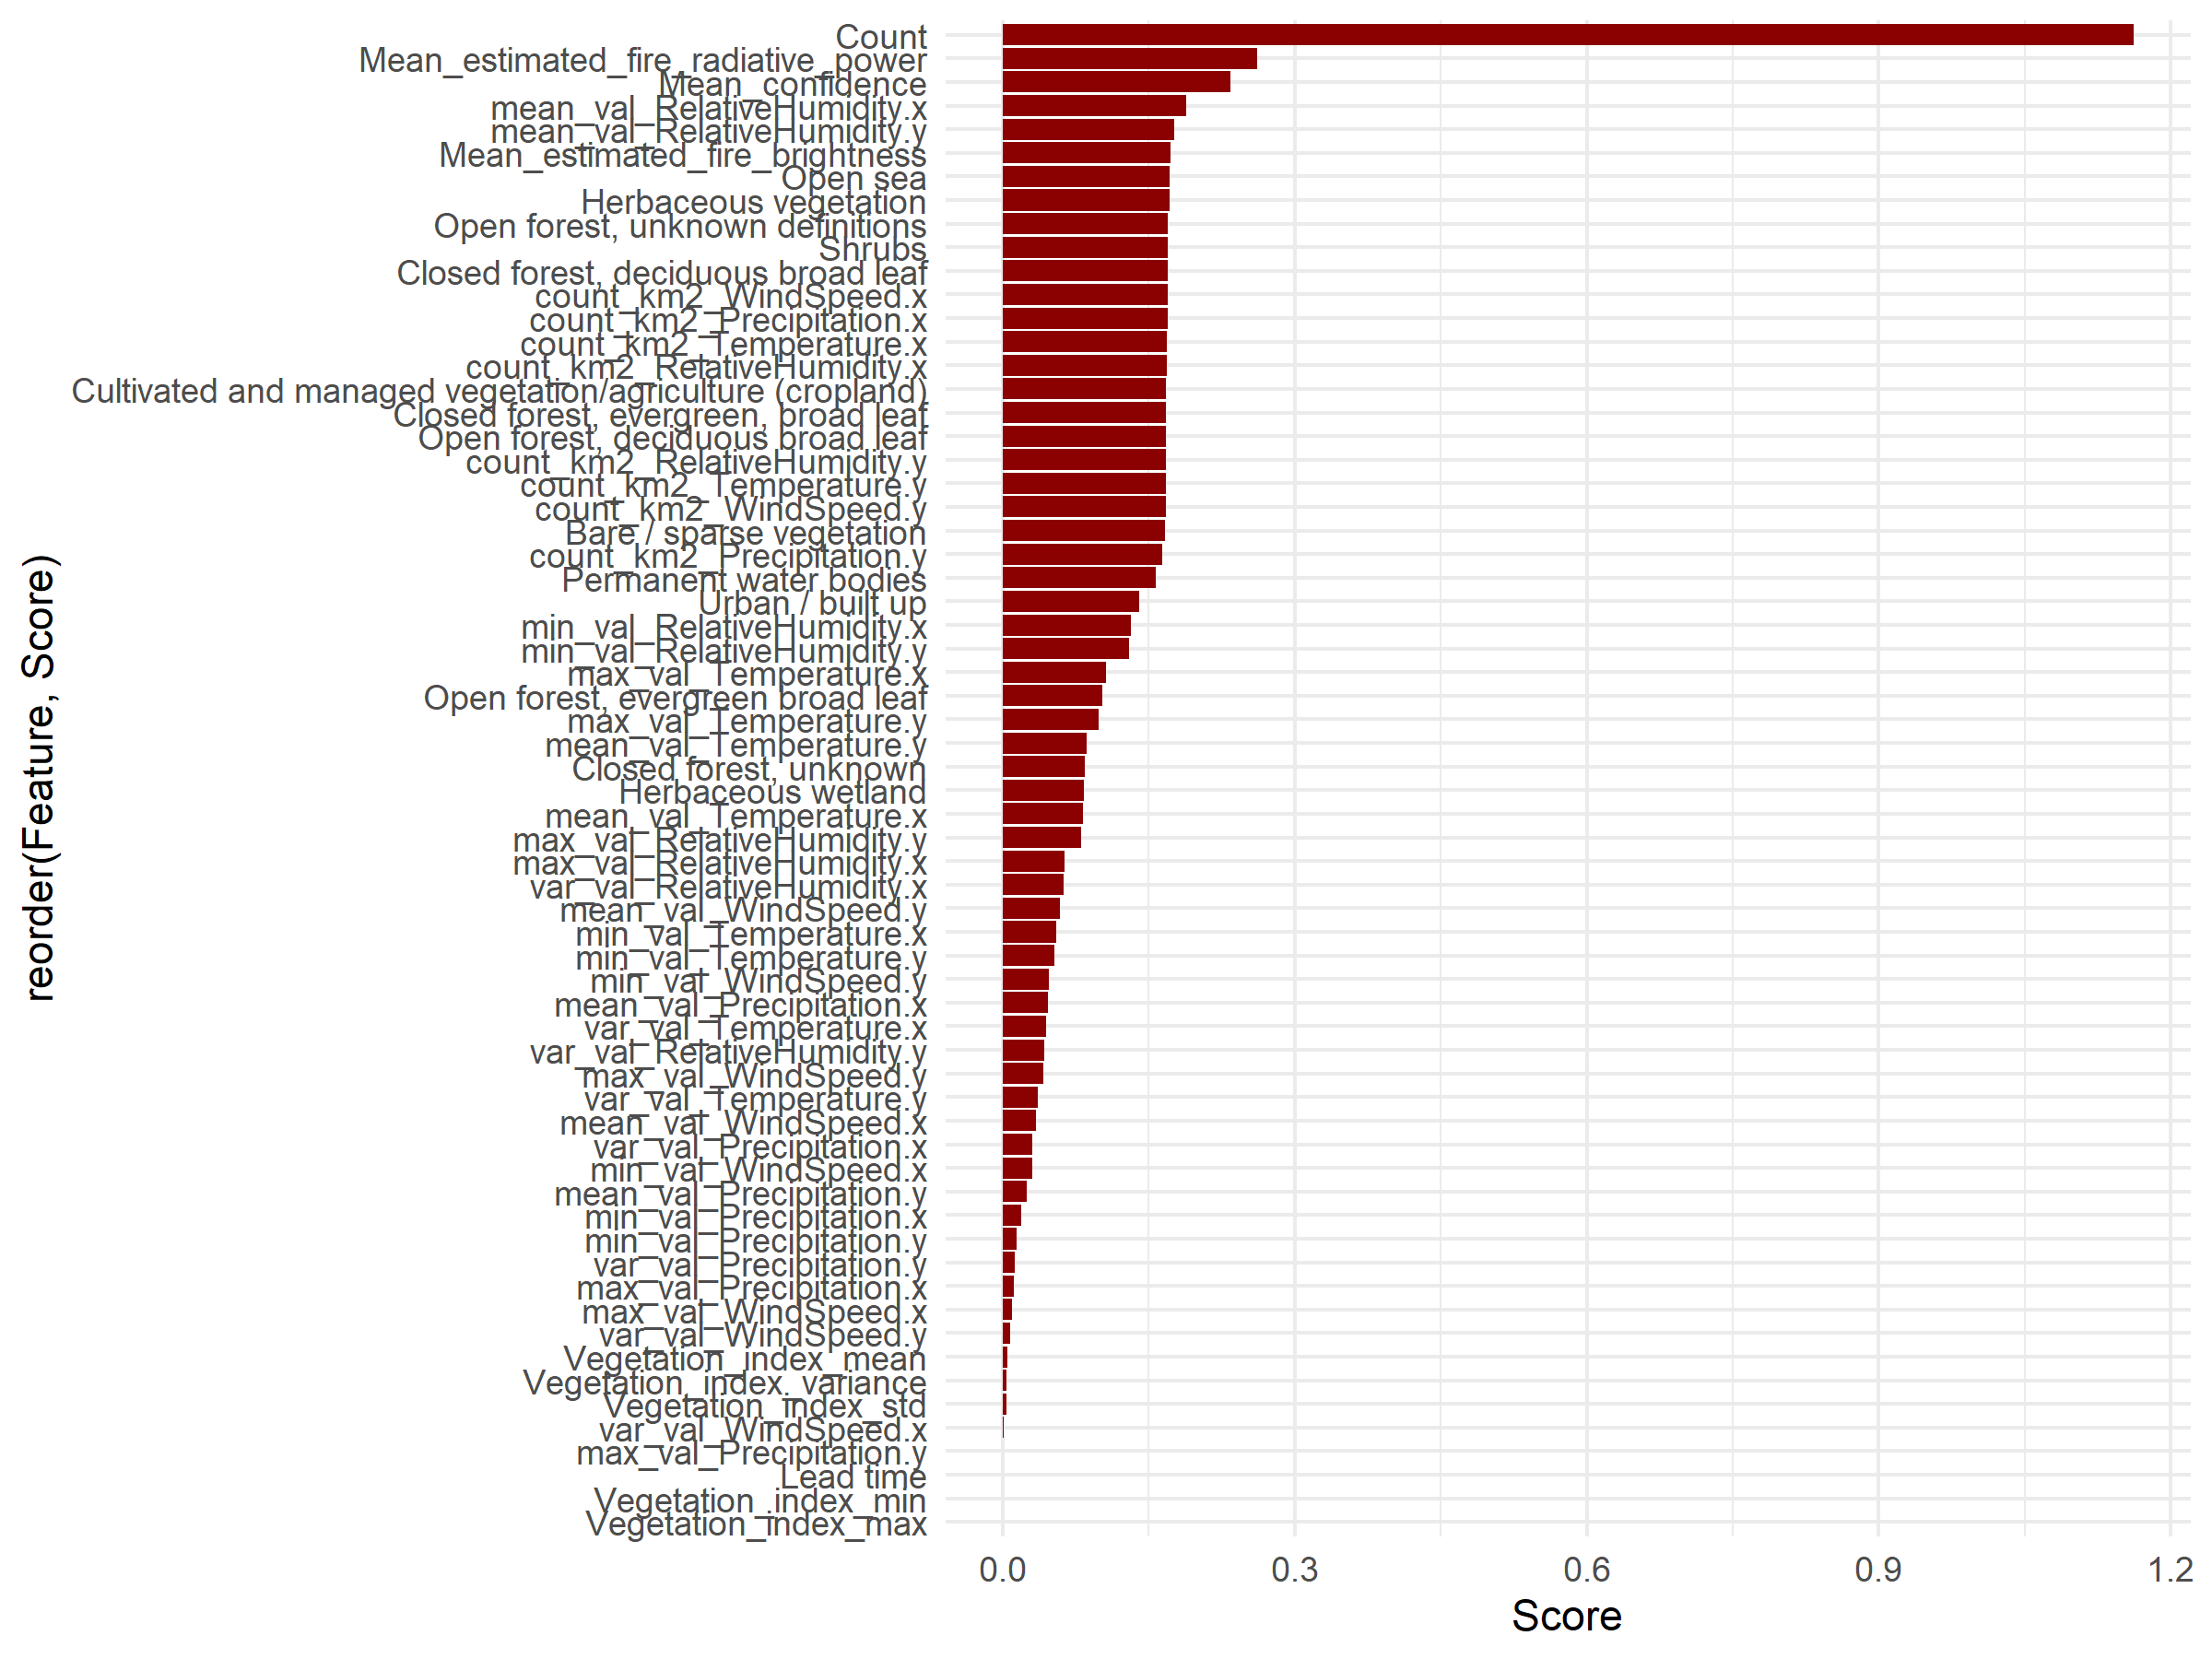 Count
Mean_estimated_fire_radiative_power
Mean_confidence
mean_val_RelativeHumidity.x
mean_val_RelativeHumidity.y
Mean_estimated_fire_brightness
Open sea
Herbaceous vegetation
Open forest, unknown definitions
Shrubs
Closed forest, deciduous broad leaf
count_km2_WindSpeed.x
count_km2_Precipitation.x
count_km2_Temperature.x
count_km2_RelativeHumidity.x
Cultivated and managed vegetation/agriculture (cropland)
Closed forest, evergreen, broad leaf
Open forest, deciduous broad leaf
count_km2_RelativeHumidity.y
count_km2_Temperature.y
count_km2_WindSpeed.y
Bare / sparse vegetation
count_km2_Precipitation.y
Permanent water bodies
Urban / built up
min_val_RelativeHumidity.x
min_val_RelativeHumidity.y
max_val_Temperature.x
Open forest, evergreen broad leaf
max_val_Temperature.y
mean_val_Temperature.y
Closed forest, unknown
Herbaceous wetland
mean_val_Temperature.x
max_val_RelativeHumidity.y
max_val_RelativeHumidity.x
var_val_RelativeHumidity.x
mean_val_WindSpeed.y
min_val_Temperature.x
min_val_Temperature.y
min_val_WindSpeed.y
mean_val_Precipitation.x
var_val_Temperature.x
var_val_RelativeHumidity.y
max_val_WindSpeed.y
var_val_Temperature.y
mean_val_WindSpeed.x
var_val_Precipitation.x
min_val_WindSpeed.x
mean_val_Precipitation.y
min_val_Precipitation.x
min_val_Precipitation.y
var_val_Precipitation.y
max_val_Precipitation.x
max_val_WindSpeed.x
var_val_WindSpeed.y
Vegetation_index_mean
Vegetation_index_variance
Vegetation_index_std
var_val_WindSpeed.x
max_val_Precipitation.y
Lead time
Vegetation_index_min
Vegetation_index_max
reorder(Feature, Score)
0.0 0.3 0.6 0.9 1.2
Score